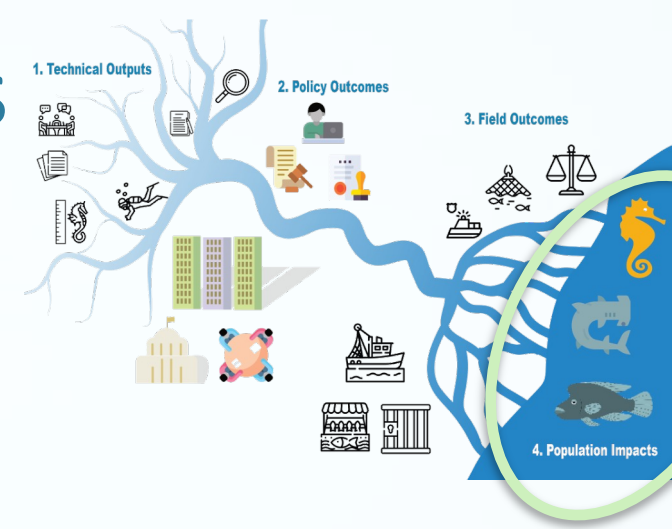 1. Technical Outputs
2. Policy Outcomes
3. Field Outcomes
4. Population Impacts